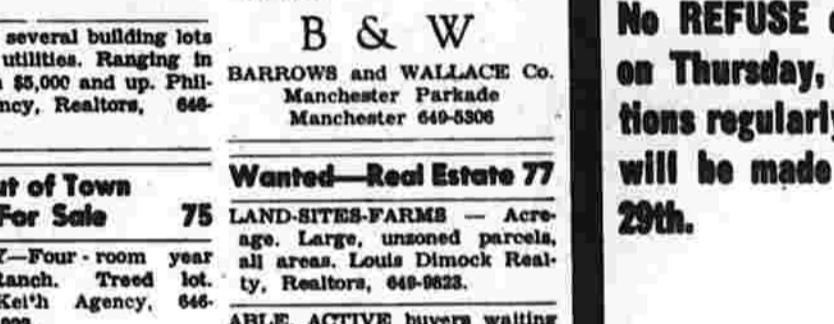 several building lots
utilities. Ranging in
$5,000 and up. Phil-
ncy, Realtors, 646-
ut of Town
For Sale 75
Y—Four - room year
Ranch. Treed lot.
Keith Agency, 646-
B & W
BARROWS and WALLACE Co.
Manchester Parkade
Manchester 649-5306
Wanted—Real Estate 77
LAND-SITES-FARMS — Acre-
age. Large, unzoned parcels,
all areas. Louis Dimock Real-
ty, Realtors, 649-9823.
ABLE, ACTIVE buyers waiting
No REFUSE
on Thursday,
tions regularly
will be made
29th.